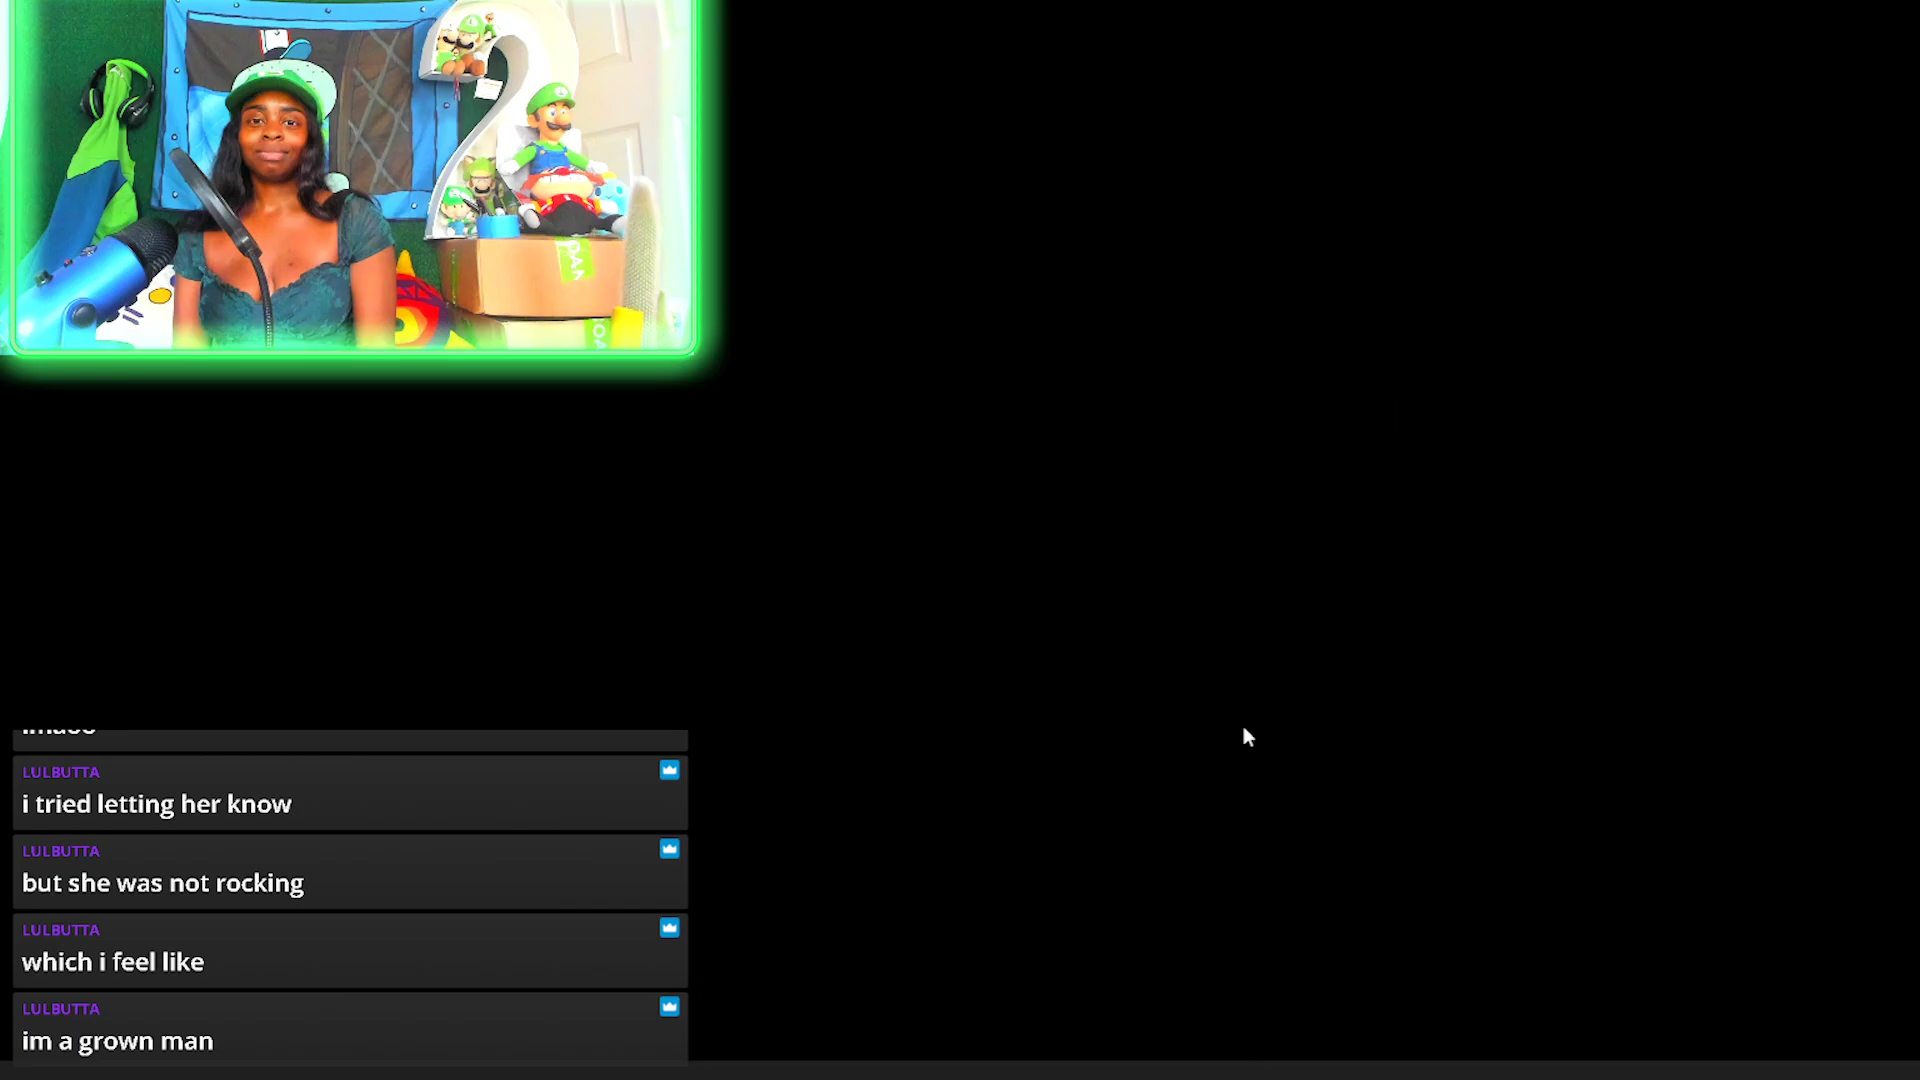 LULBUTTA
i tried letting her know
LULBUTTA
but she was not rocking
LULBUTTA
which i feel like
LULBUTTA
im a grown man